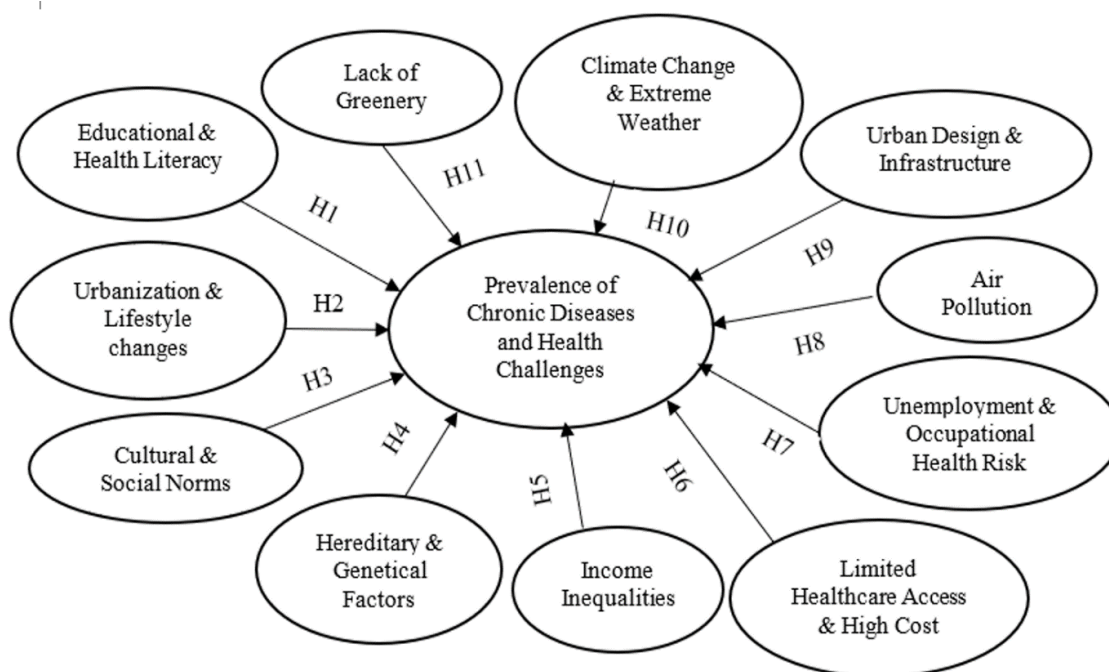 Lack of
Greenery
Climate Change
& Extreme
Weather
Educational &
Health Literacy
Urban Design &
Infrastructure
H11
H1
H10
H9
Urbanization &
Lifestyle
changes
H2
Prevalence of
Chronic Diseases
and Health
Challenges
Air
Pollution
H8
H3
Cultural &
Social Norms
H4
H5
H6
H7
Unemployment &
Occupational
Health Risk
Hereditary &
Genetical
Factors
Income
Inequalities
Limited
Healthcare Access
& High Cost